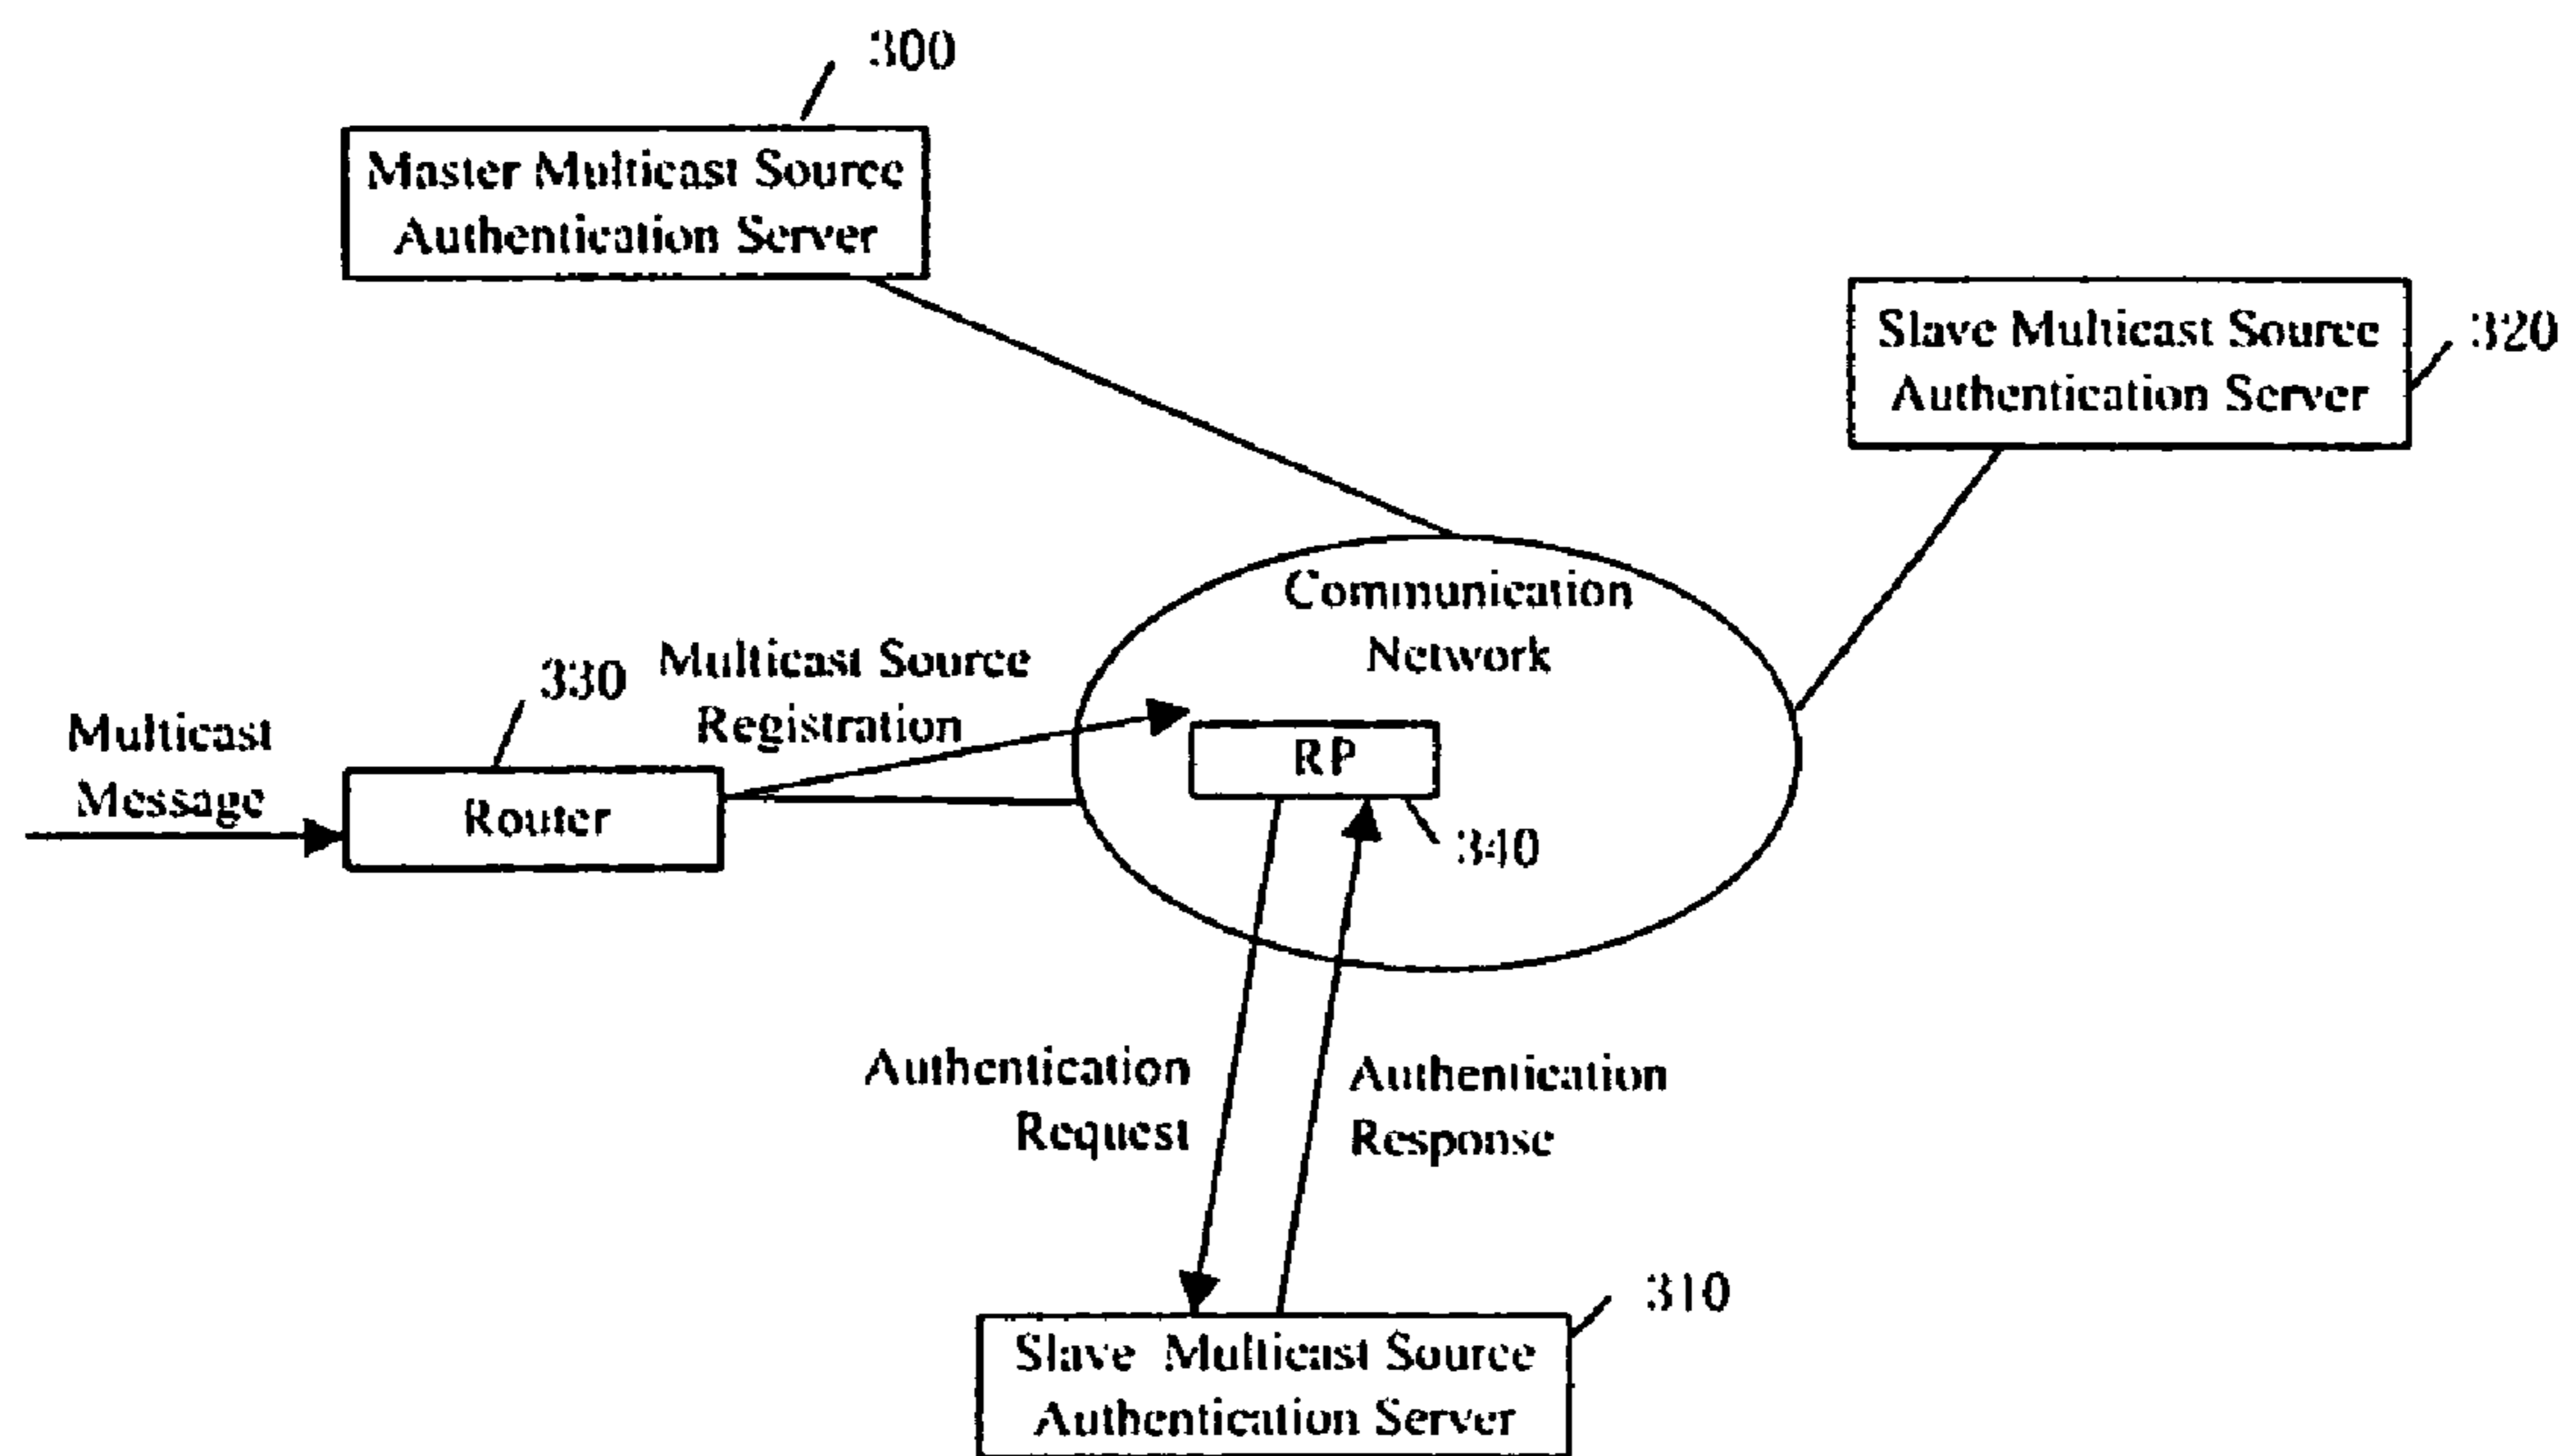 300
Master Multicast Source
Authentication Server
Slave Multicast Source
Authentication Server
320
Communication
Network
330
Multicast Source
Registration
Multicast
Message
Router
RP
340
Authentication
Request
Authentication
Response
310
Slave Multicast Source
Authentication Server